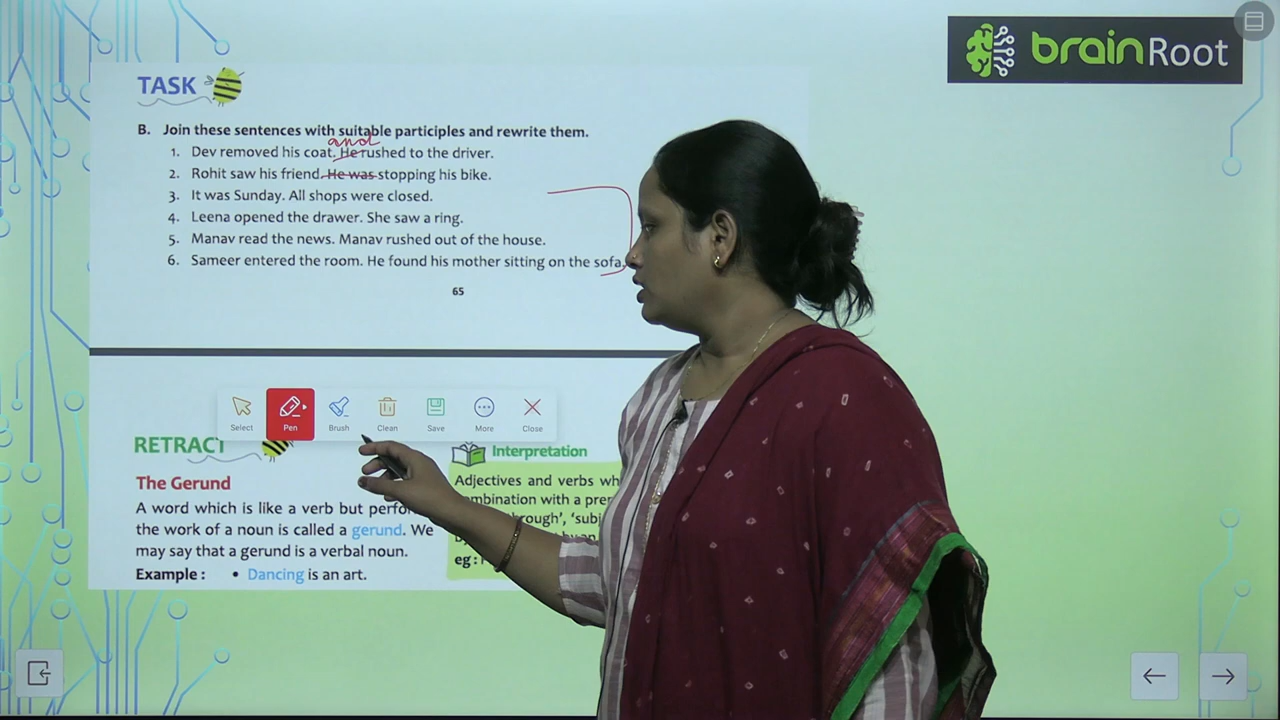 brainRoot
TASK
B. Join these sentences with suitable participles and rewrite them.
and
1. Dev removed his coat. He rushed to the driver.
2. Rohit saw his friend. He was stopping his bike.
3. It was Sunday. All shops were closed.
4. Leena opened the drawer. She saw a ring.
5. Manav read the news. Manav rushed out of the house.
6. Sameer entered the room. He found his mother sitting on the sofa.
65
Select Pen Brush Clean Save More Close
RETRACT
The Gerund
A word which is like a verb but
the work of a noun is called a gerund. We
may say that a gerund is a verbal noun.
Example : • Dancing is an art.
Interpretation
Adjectives and verbs
eg :